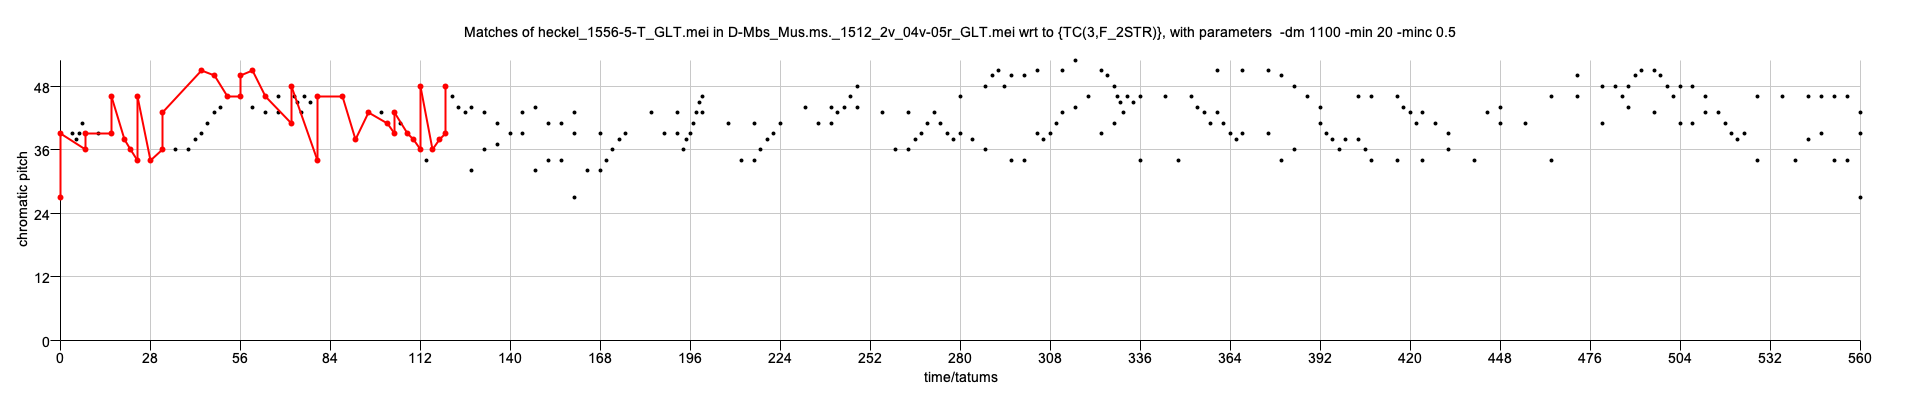 Matches of heckel_1556-5-T_GLT.mei in D-Mbs_Mus.ms._1512_2v_04v-05r_GLT.mei wrt to {TC(3,F_2STR)}, with parameters  -dm 1100 -min 20 -minc 0.5
chromatic pitch
48
36
24
12
0
0 28 56 84 112 140 168 196 224 252 280 308 336 364 392 420 448 476 504 532 560
time/tatums